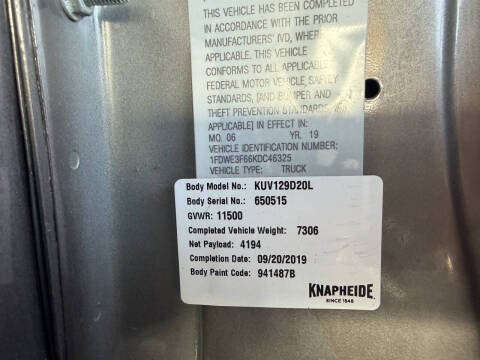 THIS VEHICLE HAS BEEN COMPLETED
IN ACCORDANCE WITH THE PRIOR
MANUFACTURERS' IVD, WHERE
APPLICABLE. THIS VEHICLE
CONFORMS TO ALL APPLICABLE
FEDERAL MOTOR VEHICLE SAFETY
STANDARDS, [AND BUMPER AND
THEFT PREVENTION STANDARDS, IF
APPLICABLE] IN EFFECT IN:
MO. 06 YR. 19
VEHICLE IDENTIFICATION NUMBER:
1FDWE3F66KDC46325
VEHICLE TYPE: TRUCK
Body Model No.: KUV129D20L
Body Serial No.: 650515
GVWR: 11500
Completed Vehicle Weight: 7306
Net Payload: 4194
Completion Date: 09/20/2019
Body Paint Code: 941487B
KNAPHEIDE
SINCE 1848